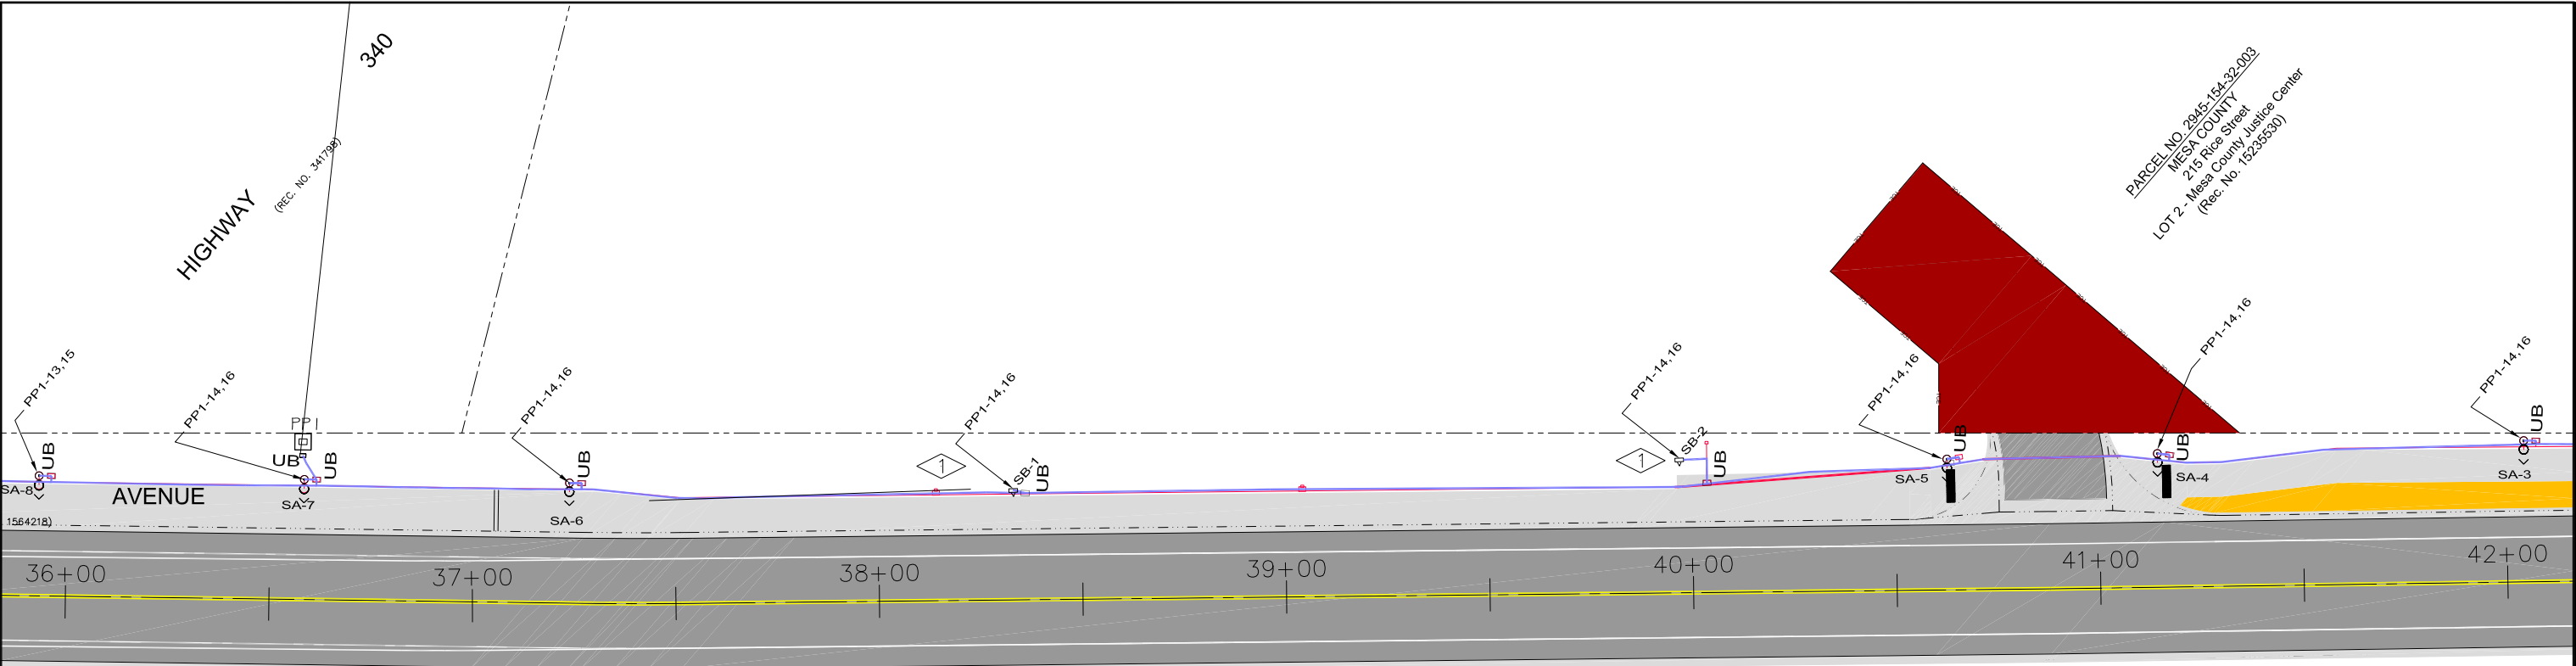 340
HIGHWAY
(REC. NO. 341798)
PARCEL NO. 2945-154-32-003
MESA COUNTY
215 Rice Street
LOT 2 - Mesa County Justice Center
(Rec. No. 15235530)
PP1-13,15
PP1-14,16
PP1-14,16
PP1-14,16
PP1-14,16
PP1-14,16
PP1-14,16
PP1-14,16
PP1
UB
UB
UB
UB
UB
UB
UB
UB
UB
1
SB-1
1
SB-2
SA-8
AVENUE
SA-7
SA-6
SA-5
SA-4
SA-3
1564218)
36+00
37+00
38+00
39+00
40+00
41+00
42+00